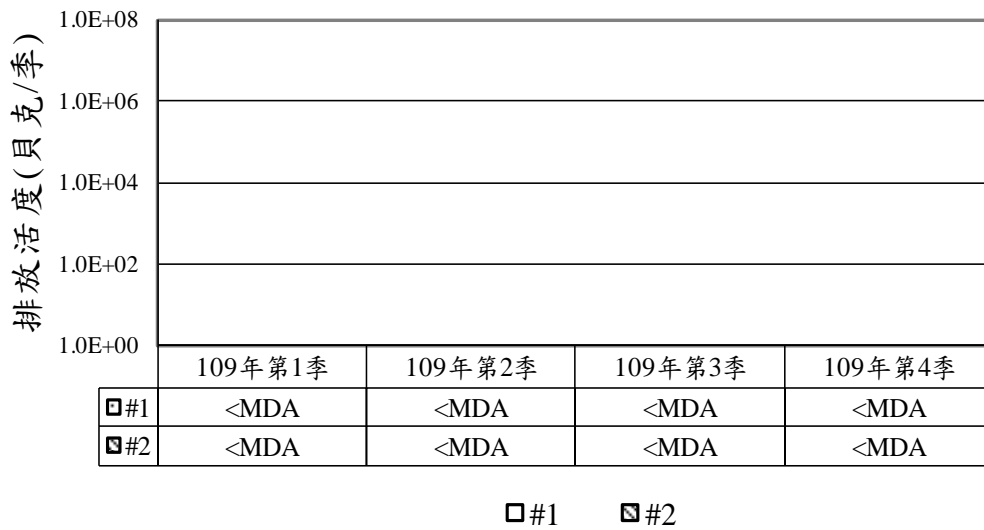 排放活度(貝克/季)
1.0E+08
1.0E+06
1.0E+04
1.0E+02
1.0E+00
109年第1季 109年第2季 109年第3季 109年第4季
#1 <MDA <MDA <MDA <MDA
#2 <MDA <MDA <MDA <MDA
#1 #2